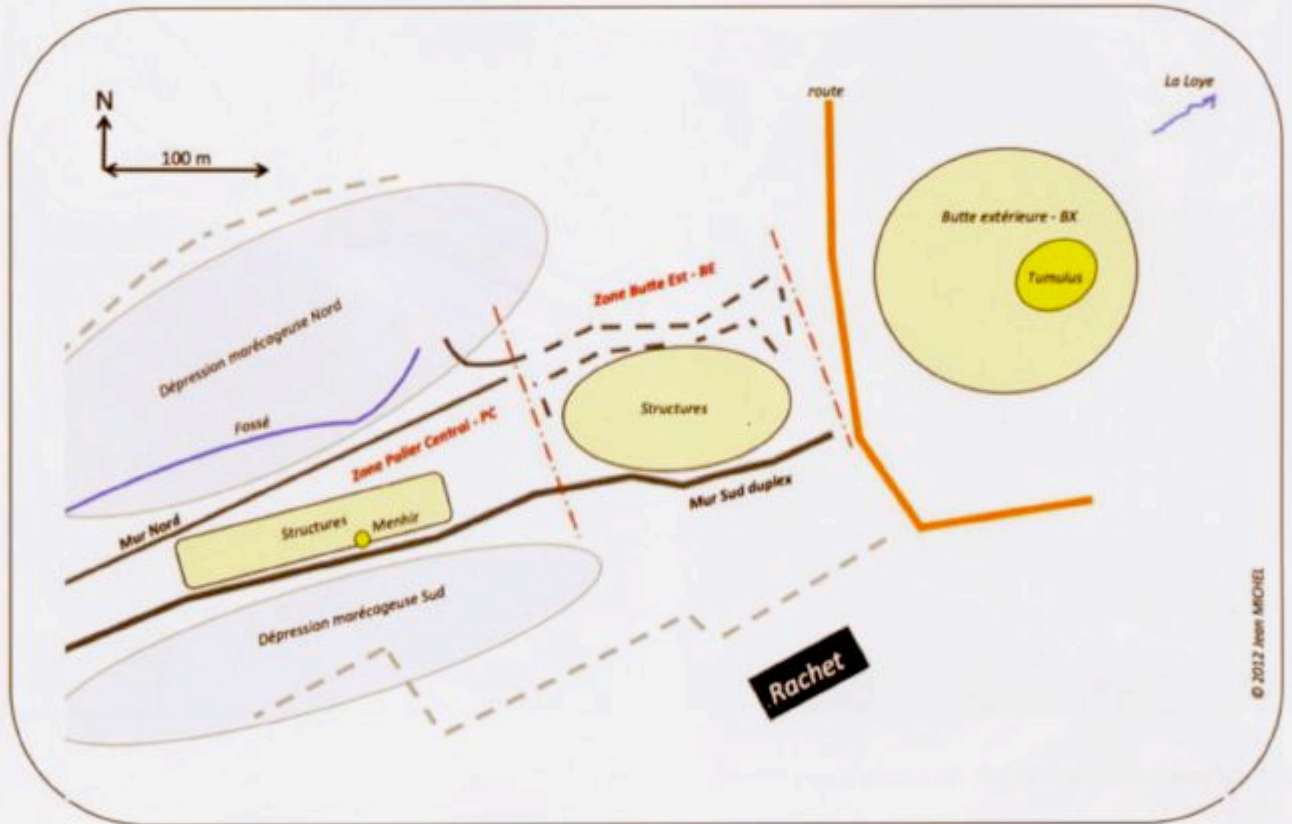 N
100 m
route
La Loye
Butte extérieure - BX
Tumulus
Zone Butte Est - BE
Dépression marécageuse Nord
Structures
Fossé
Zone Palier Central - PC
Mur Sud duplex
Mur Nord
Structures
Menhir
Dépression marécageuse Sud
Rachet
© 2012 Jean MICHEL